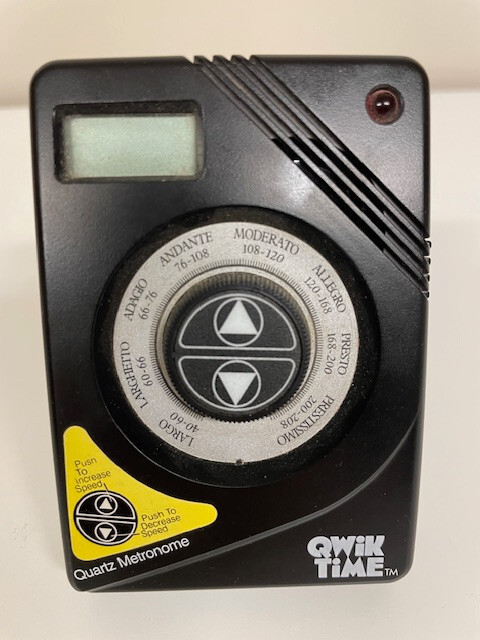 LARGO
40-60
LARGHETTO
60-66
ADAGIO
66-76
ANDANTE
76-108
MODERATO
108-120
ALLEGRO
120-168
PRESTO
168-200
PRESTISSIMO
200-208
Push
To
Increase
Speed
Push To
Decrease
Speed
Quartz Metronome
QWiK
TiME TM